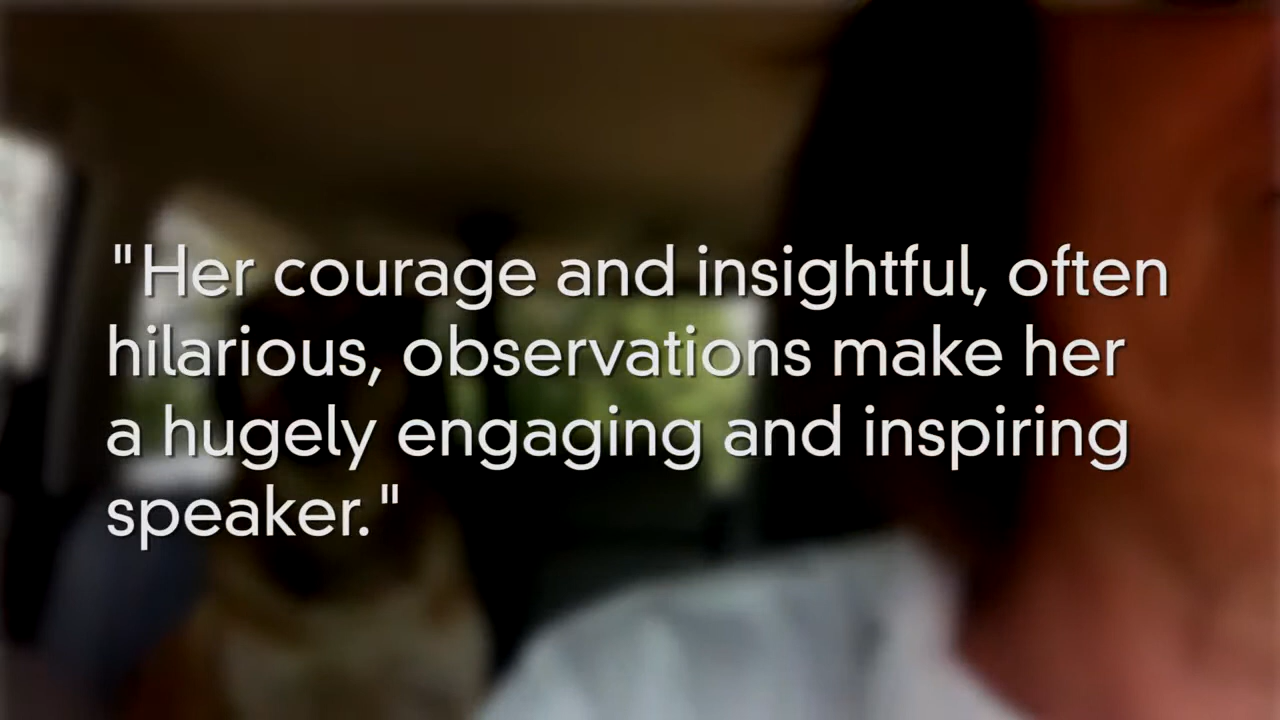 "Her courage and insightful, often
hilarious, observations make her
a hugely engaging and inspiring
speaker."